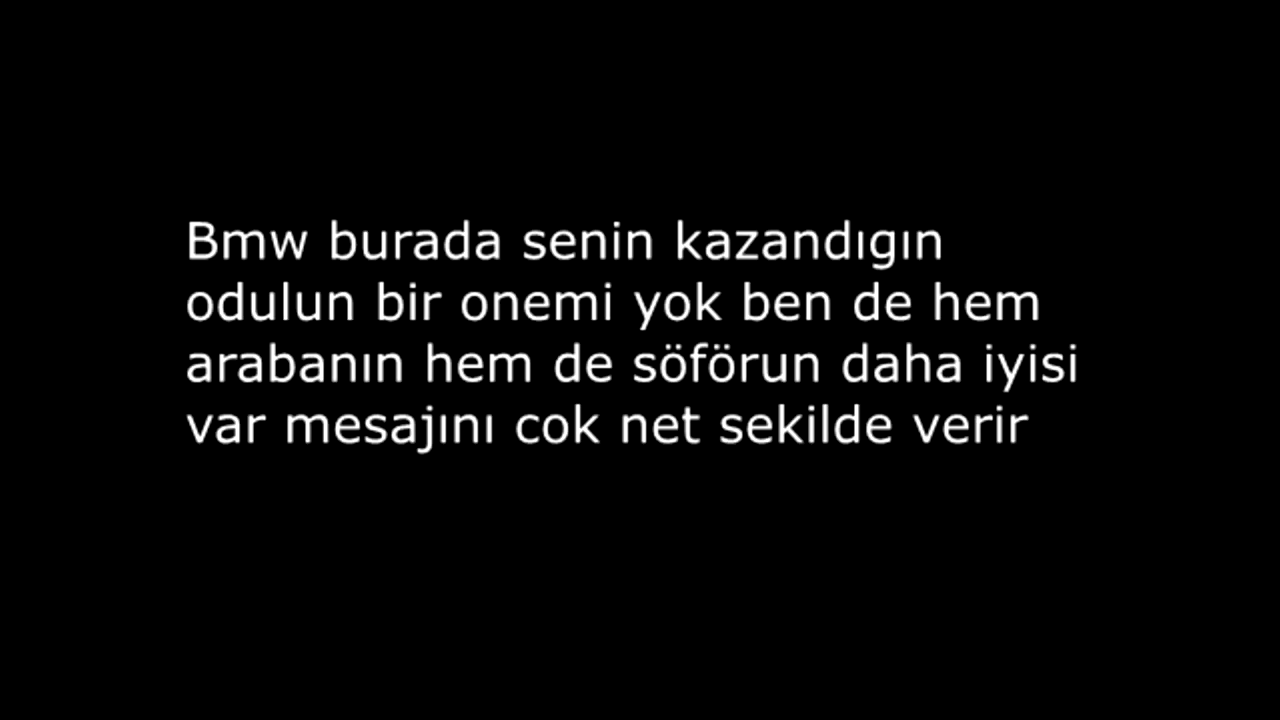 Bmw burada senin kazandıgın
odulun bir onemi yok ben de hem
arabanın hem de söförun daha iyisi
var mesajını cok net sekilde verir